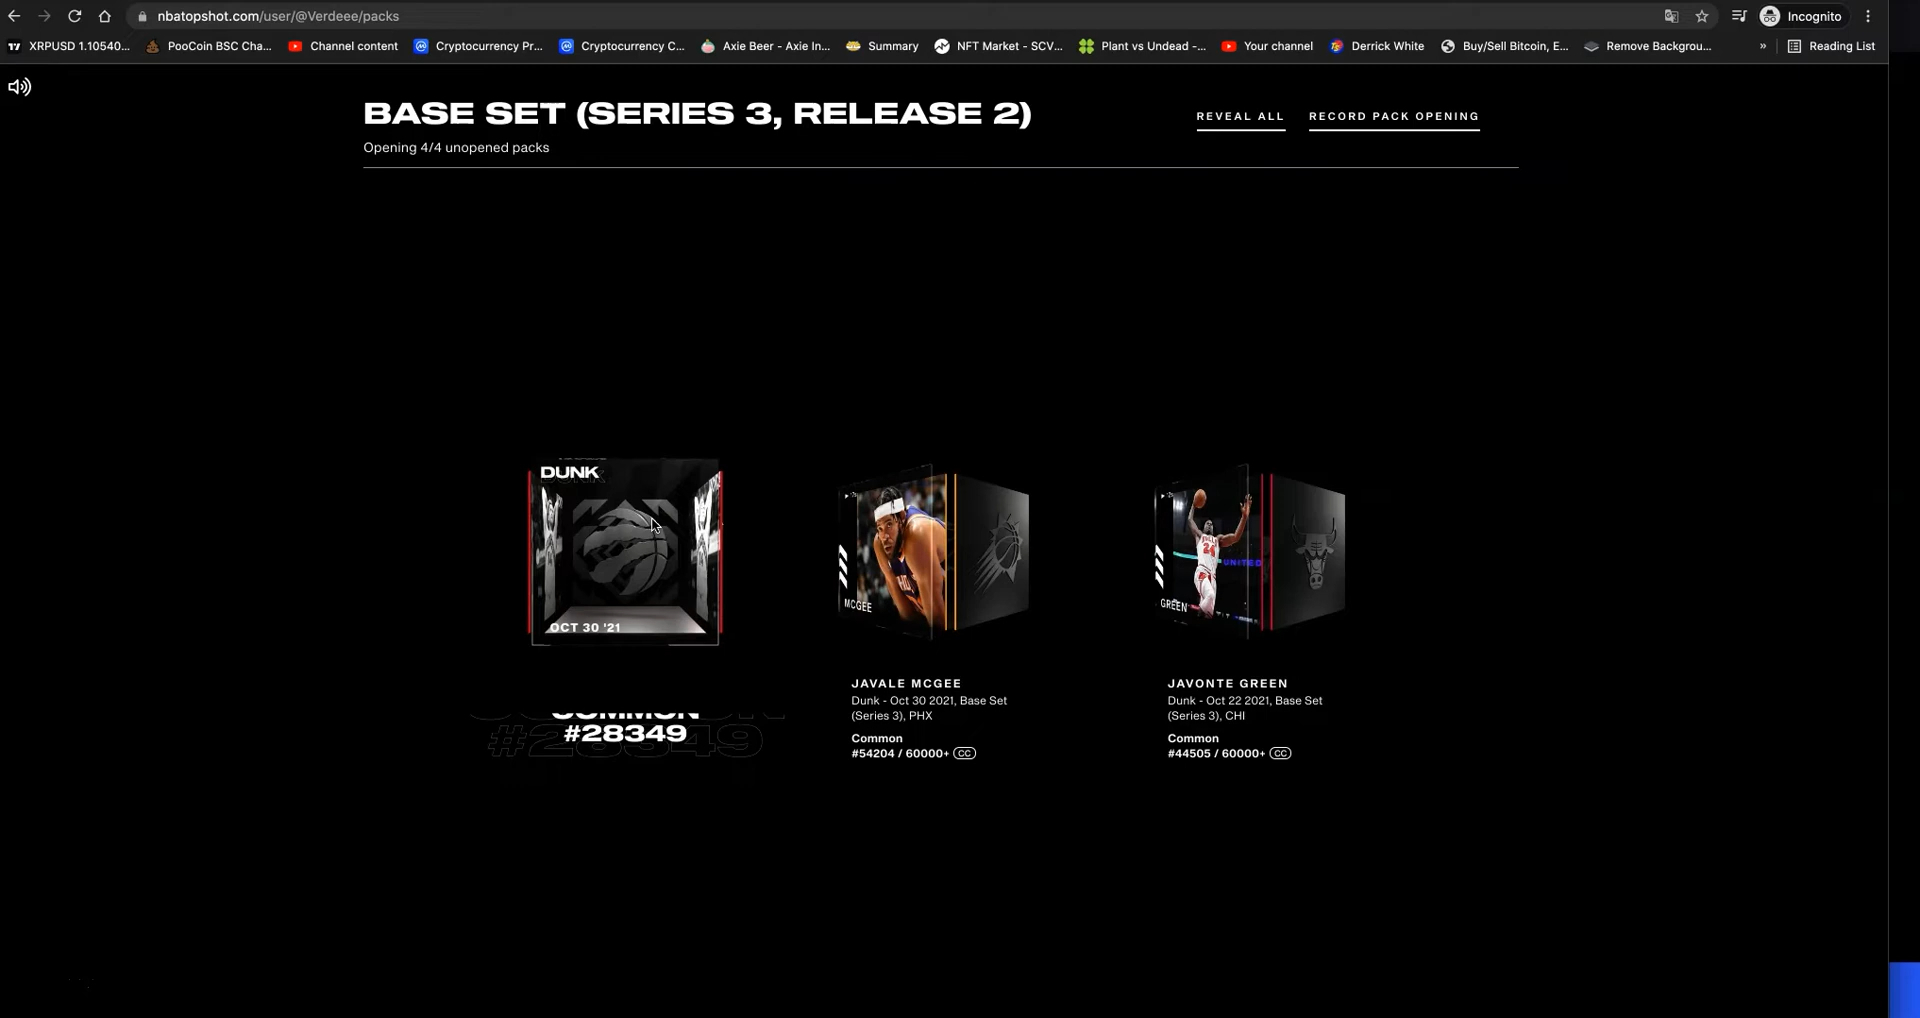 nbatopshot.com/user/@Verdeee/packs
Incognito
XRPUSD 1.10540...
PooCoin BSC Cha...
Channel content
Cryptocurrency Pr...
Cryptocurrency C...
Axie Beer - Axie In...
Summary
NFT Market - SCV...
Plant vs Undead -...
Your channel
Derrick White
Buy/Sell Bitcoin, E...
Remove Backgrou...
»
Reading List
BASE SET (SERIES 3, RELEASE 2)
REVEAL ALL
RECORD PACK OPENING
Opening 4/4 unopened packs
DUNK
OCT 30 '21
COMMON
#28349
MCGEE
JAVALE MCGEE
Dunk - Oct 30 2021, Base Set
(Series 3), PHX
Common
#54204 / 60000+ CC
24
UNITED
GREEN
JAVONTE GREEN
Dunk - Oct 22 2021, Base Set
(Series 3), CHI
Common
#44505 / 60000+ CC